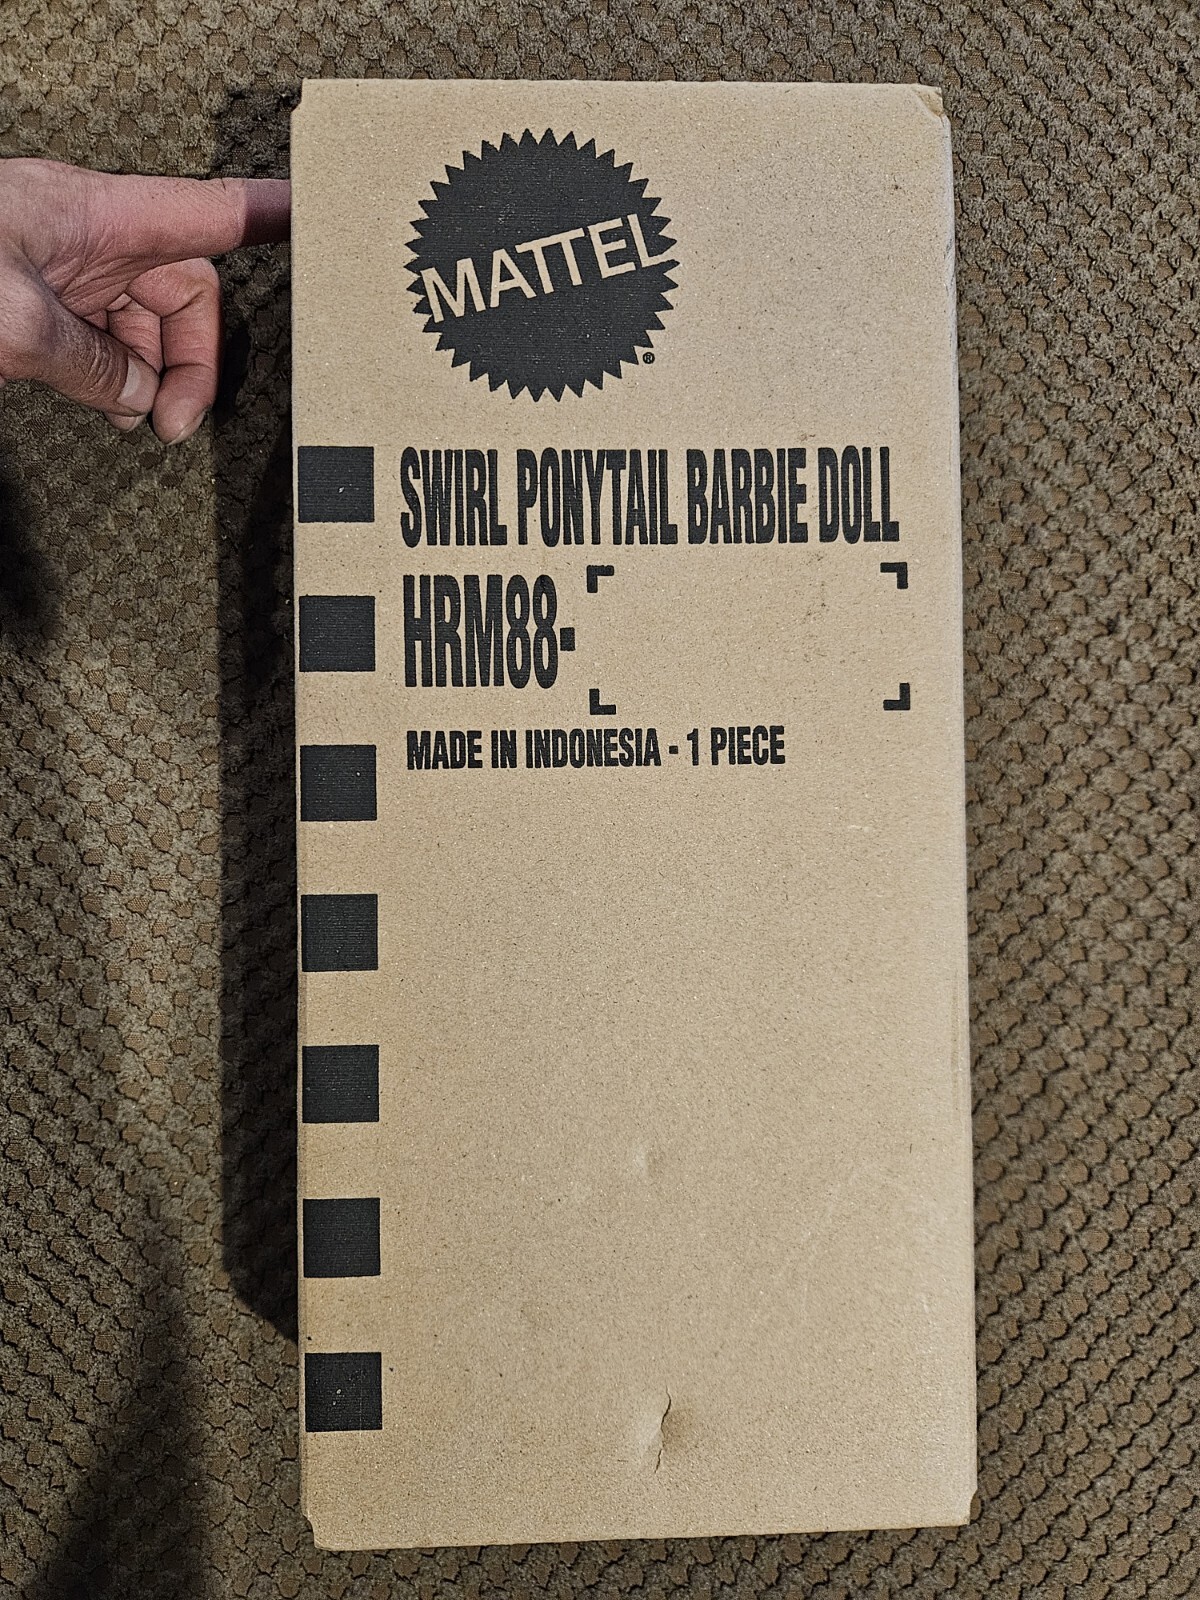 MATTEL
®
SWIRL PONYTAIL BARBIE DOLL
HRM88-
MADE IN INDONESIA - 1 PIECE